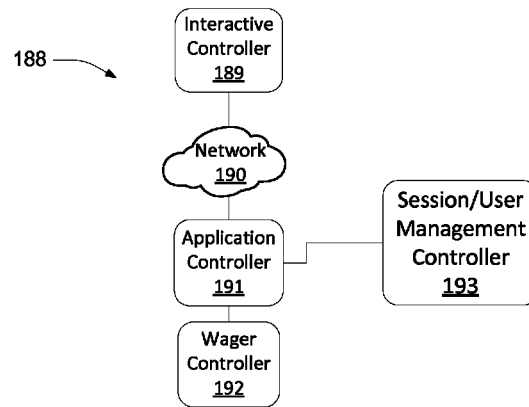 188
Interactive
Controller
189
Network
190
Application
Controller
191
Session/User
Management
Controller
193
Wager
Controller
192